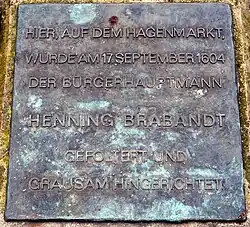 HIER, AUF DEM HAGENMARKT,
WURDE AM 17. SEPTEMBER 1604
DER BÜRGERHAUPTMANN
HENNING BRABANDT
GEFOLTERT UND
GRAUSAM HINGERICHTET